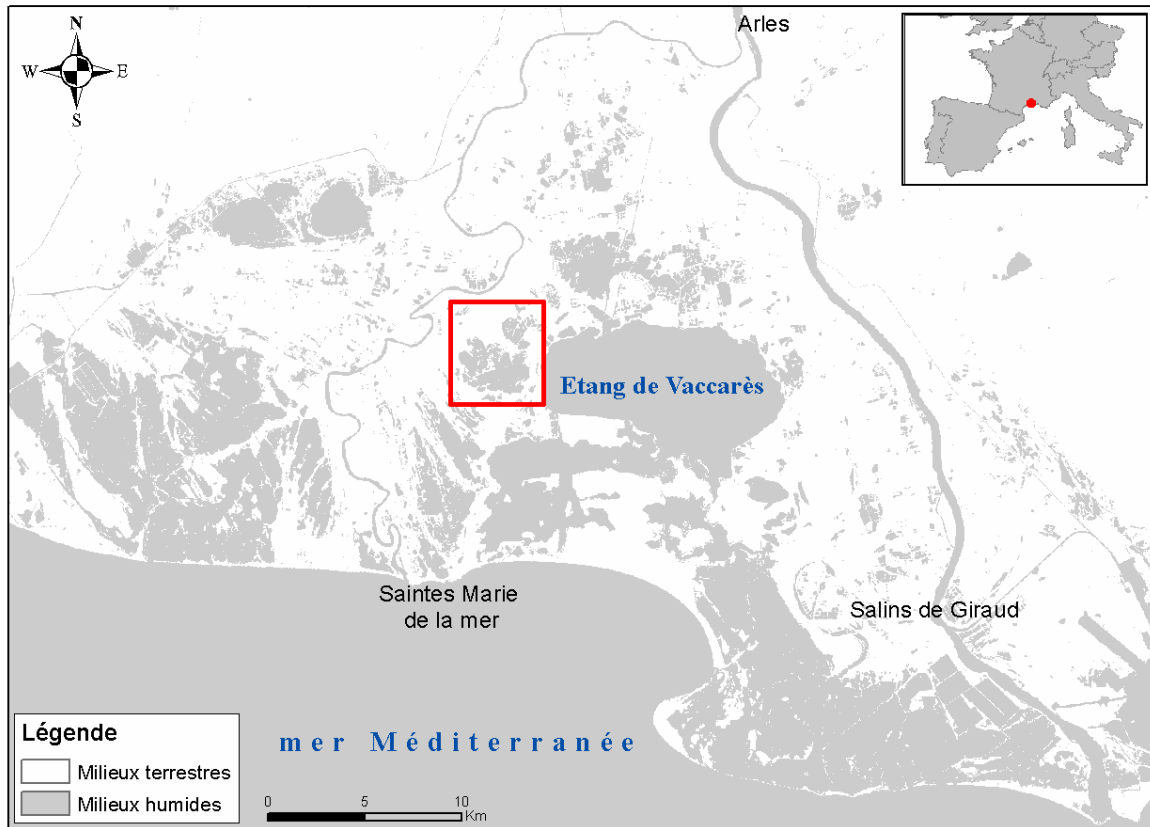 N
W E
S
Arles
Etang de Vaccarès
Saintes Marie
de la mer
Salins de Giraud
mer Méditerranée
Légende
Milieux terrestres
Milieux humides
0 5 10
Km